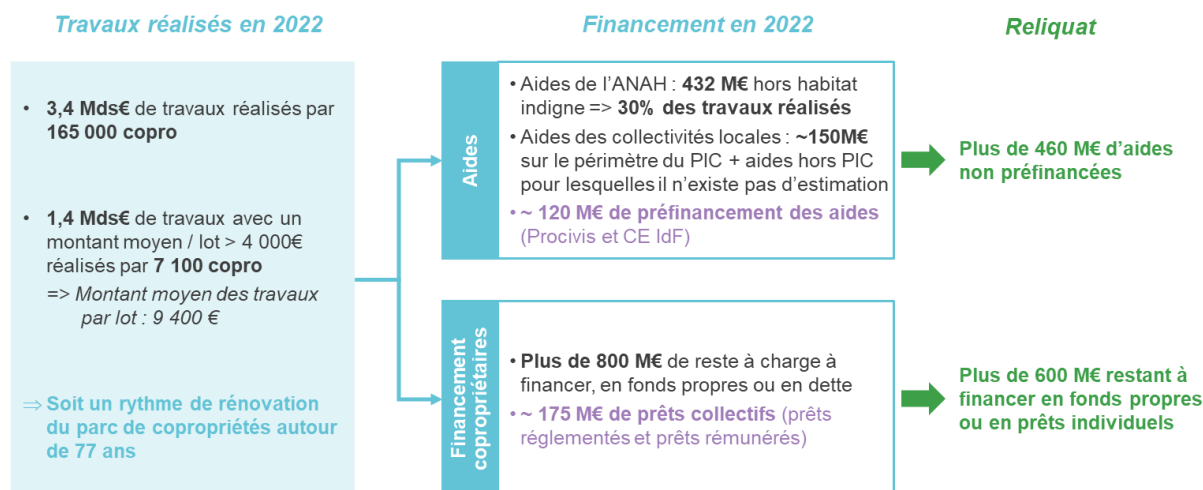 Travaux réalisés en 2022
• 3,4 Mds€ de travaux réalisés par
165 000 copro
• 1,4 Mds€ de travaux avec un
montant moyen / lot > 4 000€
réalisés par 7 100 copro
=> Montant moyen des travaux
par lot : 9 400 €
⇒ Soit un rythme de rénovation
du parc de copropriétés autour
de 77 ans
Financement en 2022
Aides
• Aides de l’ANAH : 432 M€ hors habitat
indigne => 30% des travaux réalisés
• Aides des collectivités locales : ~150M€
sur le périmètre du PIC + aides hors PIC
pour lesquelles il n’existe pas d’estimation
• ~ 120 M€ de préfinancement des aides
(Procivis et CE IdF)
Financement
copropriétaires
• Plus de 800 M€ de reste à charge à
financer, en fonds propres ou en dette
• ~ 175 M€ de prêts collectifs (prêts
réglementés et prêts rémunérés)
Reliquat
Plus de 460 M€ d’aides
non préfinancées
Plus de 600 M€ restant à
financer en fonds propres
ou en prêts individuels